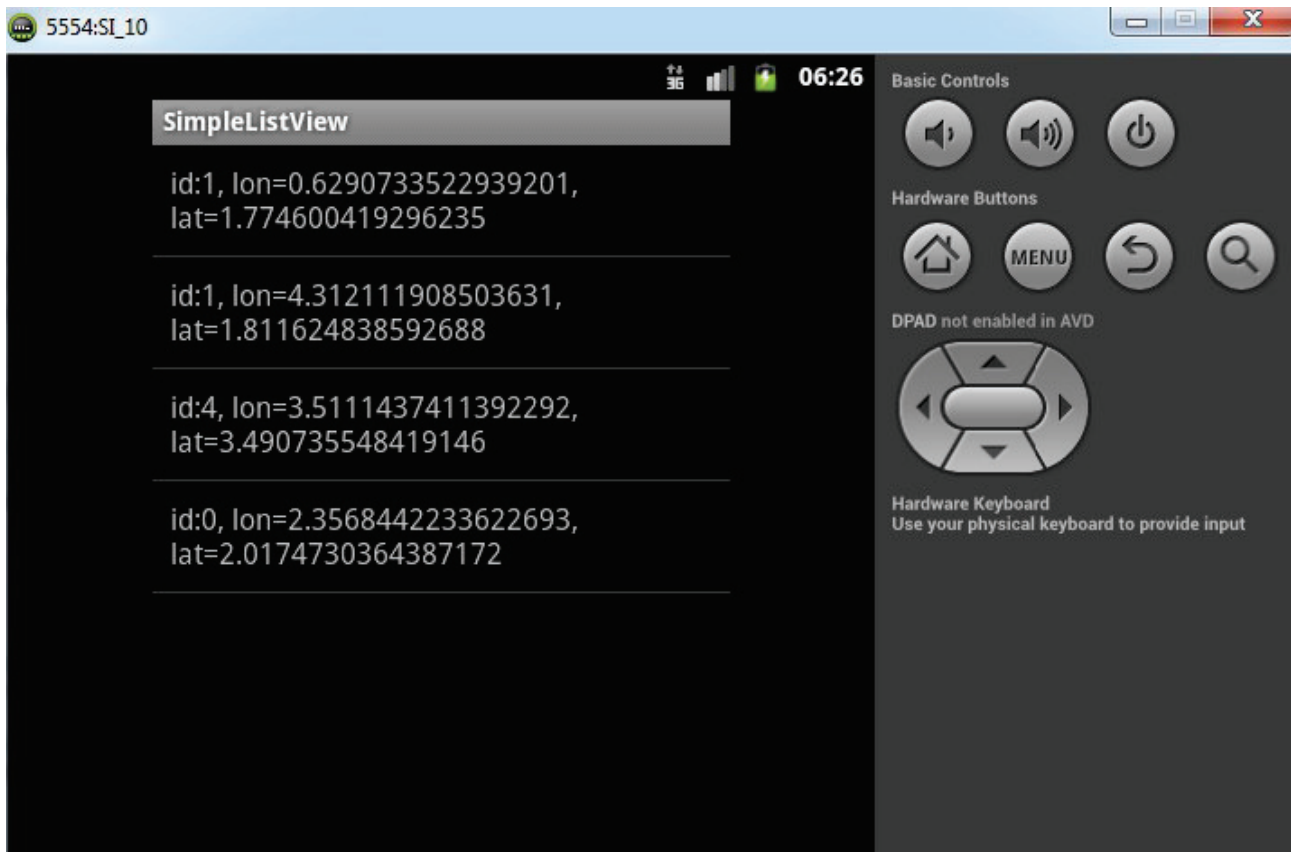 5554:SI_10
3G 06:26
SimpleListView
id:1, lon=0.6290733522939201,
lat=1.774600419296235
id:1, lon=4.312111908503631,
lat=1.811624838592688
id:4, lon=3.5111437411392292,
lat=3.490735548419146
id:0, lon=2.3568442233622693,
lat=2.0174730364387172
Basic Controls
Hardware Buttons
MENU
DPAD not enabled in AVD
Hardware Keyboard
Use your physical keyboard to provide input